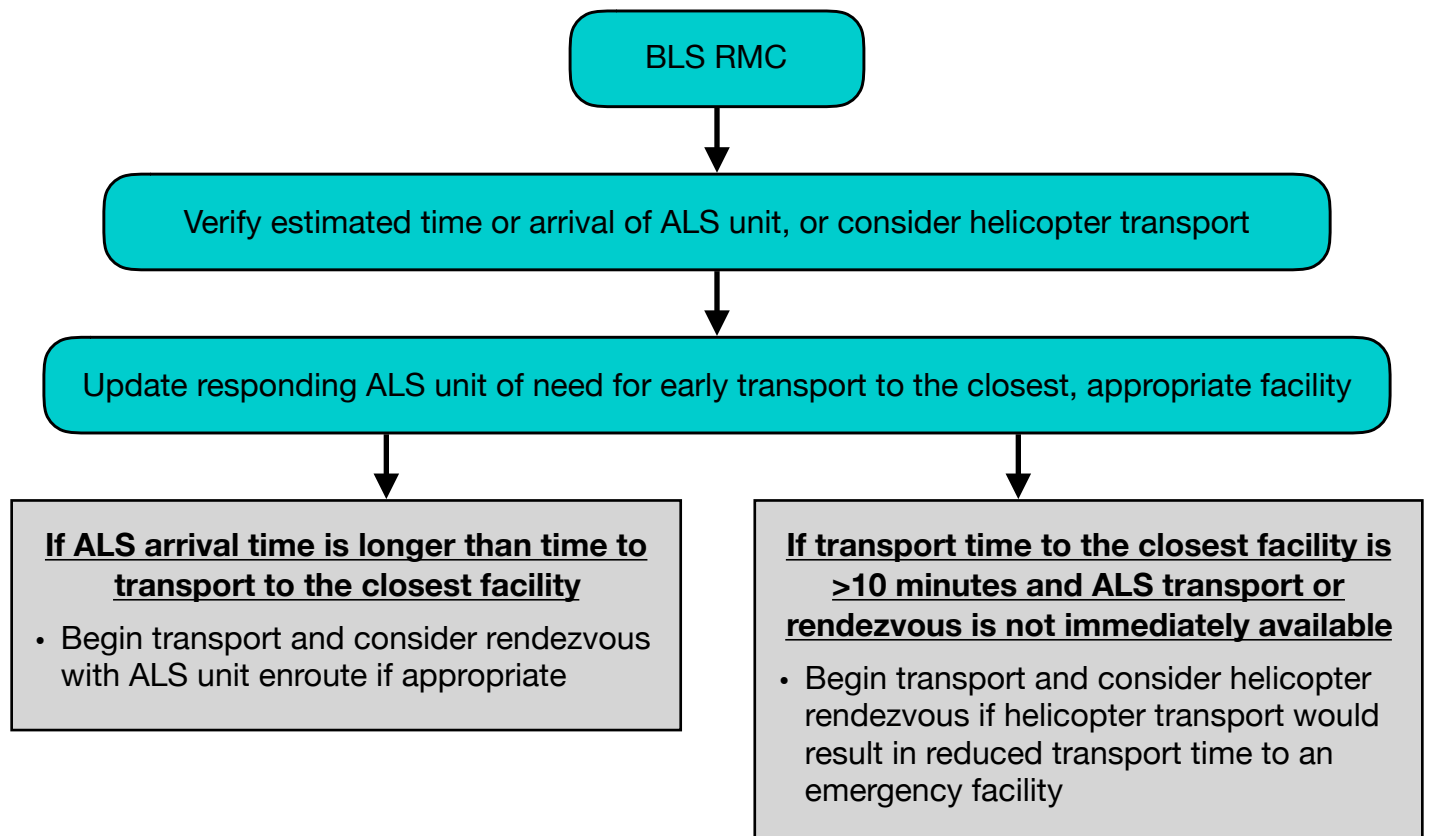 BLS RMC
Verify estimated time or arrival of ALS unit, or consider helicopter transport
Update responding ALS unit of need for early transport to the closest, appropriate facility
If ALS arrival time is longer than time to
transport to the closest facility
• Begin transport and consider rendezvous
with ALS unit enroute if appropriate
If transport time to the closest facility is
>10 minutes and ALS transport or
rendezvous is not immediately available
• Begin transport and consider helicopter
rendezvous if helicopter transport would
result in reduced transport time to an
emergency facility